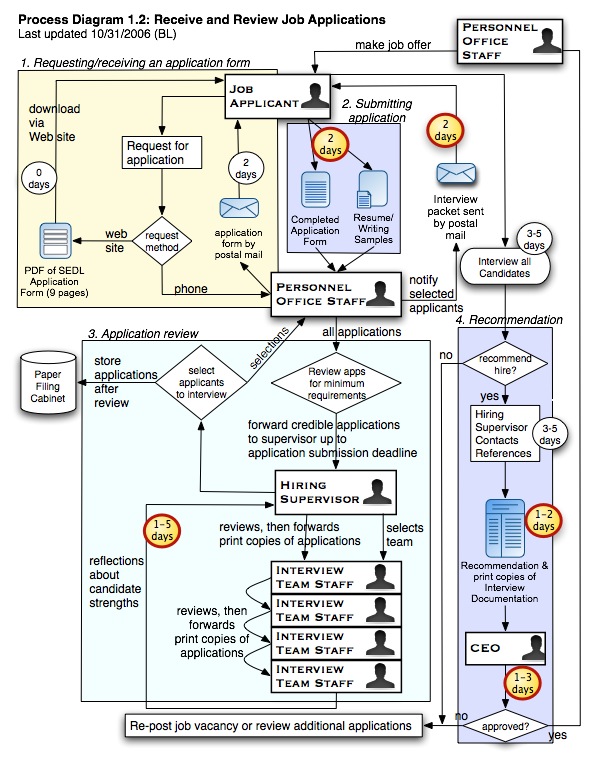 Process Diagram 1.2: Receive and Review Job Applications
Last updated 10/31/2006 (BL)
PERSONNEL
OFFICE
STAFF
make job offer
1. Requesting/receiving an application form
JOB
APPLICANT
2. Submitting
application
download
via
Web site
Request for
application
0
days
2
days
2
days
2
days
request
method
web
site
phone
PDF of SEDL
Application
Form (9 pages)
application
form by
postal mail
Completed
Application
Form
Resume/
Writing
Samples
Interview
packet sent
by postal
mail
3-5
days
Interview all
Candidates
PERSONNEL
OFFICE STAFF
notify
selected
applicants
all applications
3. Application review
selections
store
applications
after
review
Paper
Filing
Cabinet
select
applicants
to interview
Review apps
for minimum
requirements
forward credible applications
to supervisor up to
application submission deadline
HIRING
SUPERVISOR
1-5
days
reviews, then forwards
print copies of applications
selects
team
reflections
about
candidate
strengths
INTERVIEW
TEAM STAFF
INTERVIEW
TEAM STAFF
INTERVIEW
TEAM STAFF
INTERVIEW
TEAM STAFF
reviews, then
forwards
print copies of
applications
4. Recommendation
no
recommend
hire?
yes
Hiring
Supervisor
Contacts
References
3-5
days
1-2
days
Recommendation &
print copies of
Interview
Documentation
CEO
1-3
days
no
approved?
yes
Re-post job vacancy or review additional applications